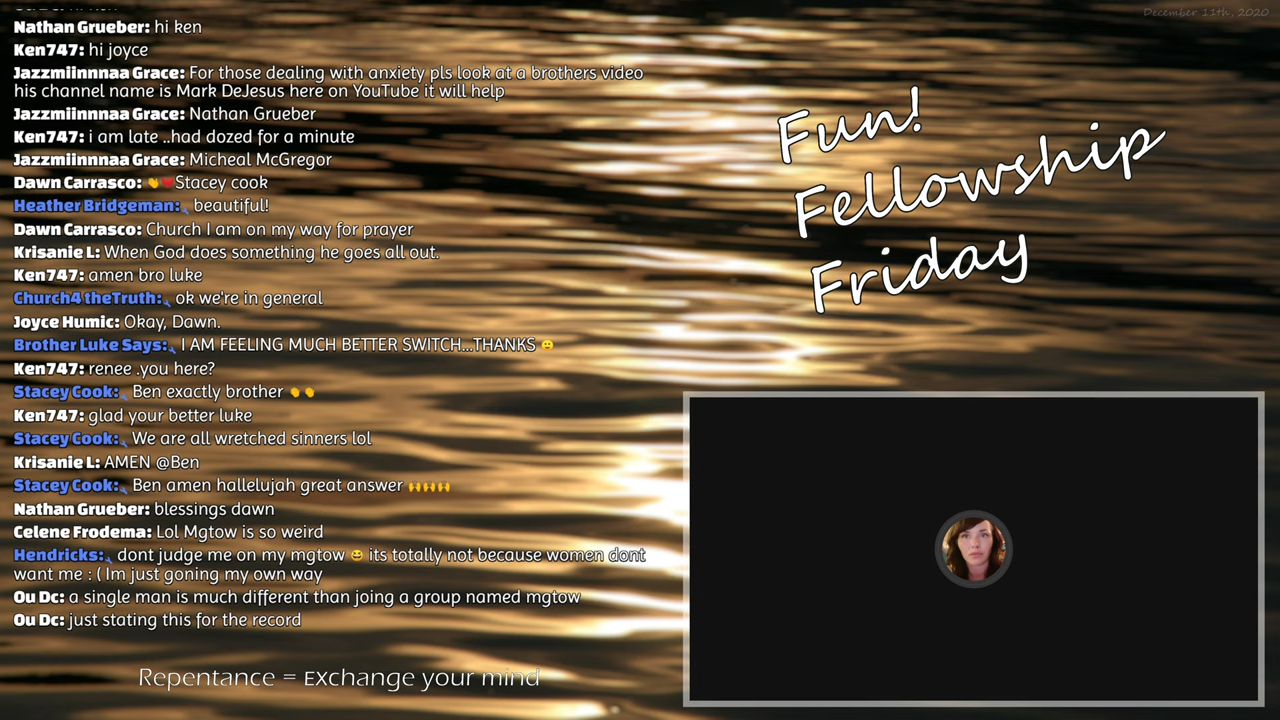 Nathan Grueber: hi ken
Ken747: hi joyce
Jazzmiinnnaa Grace: For those dealing with anxiety pls look at a brothers video
his channel name is Mark DeJesus here on YouTube it will help
Jazzmiinnnaa Grace: Nathan Grueber
Ken747: i am late ..had dozed for a minute
Jazzmiinnnaa Grace: Micheal McGregor
Dawn Carrasco: 👏❤️Stacey cook
Heather Bridgeman: beautiful!
Dawn Carrasco: Church I am on my way for prayer
Krisanie L: When God does something he goes all out.
Ken747: amen bro luke
Church4theTruth: ok we're in general
Joyce Humic: Okay, Dawn.
Brother Luke Says: I AM FEELING MUCH BETTER SWITCH...THANKS 🙂
Ken747: renee .you here?
Stacey Cook: Ben exactly brother 👏👏
Ken747: glad your better luke
Stacey Cook: We are all wretched sinners lol
Krisanie L: AMEN @Ben
Stacey Cook: Ben amen hallelujah great answer 🙌🙌🙌
Nathan Grueber: blessings dawn
Celene Frodema: Lol Mgtow is so weird
Hendricks: dont judge me on my mgtow 😂 its totally not because women dont
want me : ( Im just goning my own way
Ou Dc: a single man is much different than joing a group named mgtow
Ou Dc: just stating this for the record
Repentance = EXchange your mind
December 11th, 2020
Fun!
Fellowship
Friday